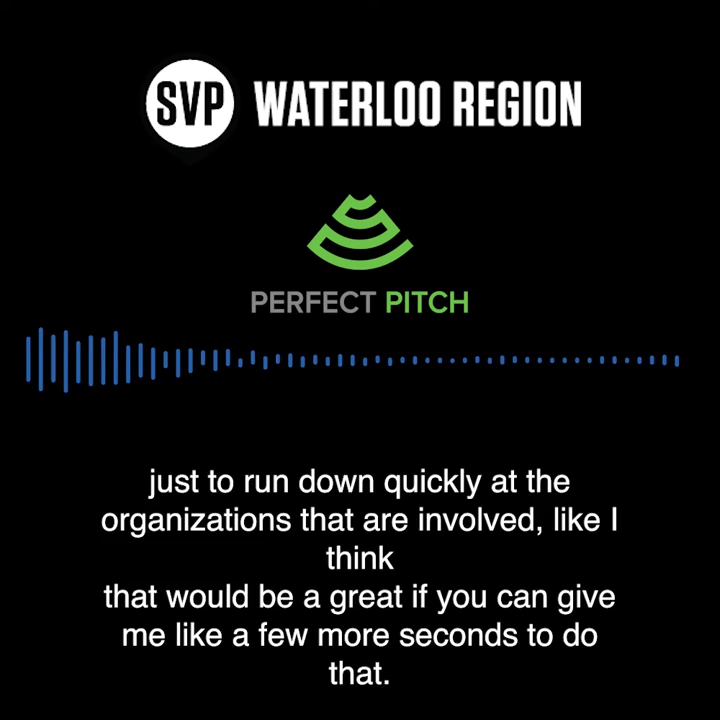 SVP WATERLOO REGION
PERFECT PITCH
just to run down quickly at the
organizations that are involved, like I
think
that would be a great if you can give
me like a few more seconds to do
that.